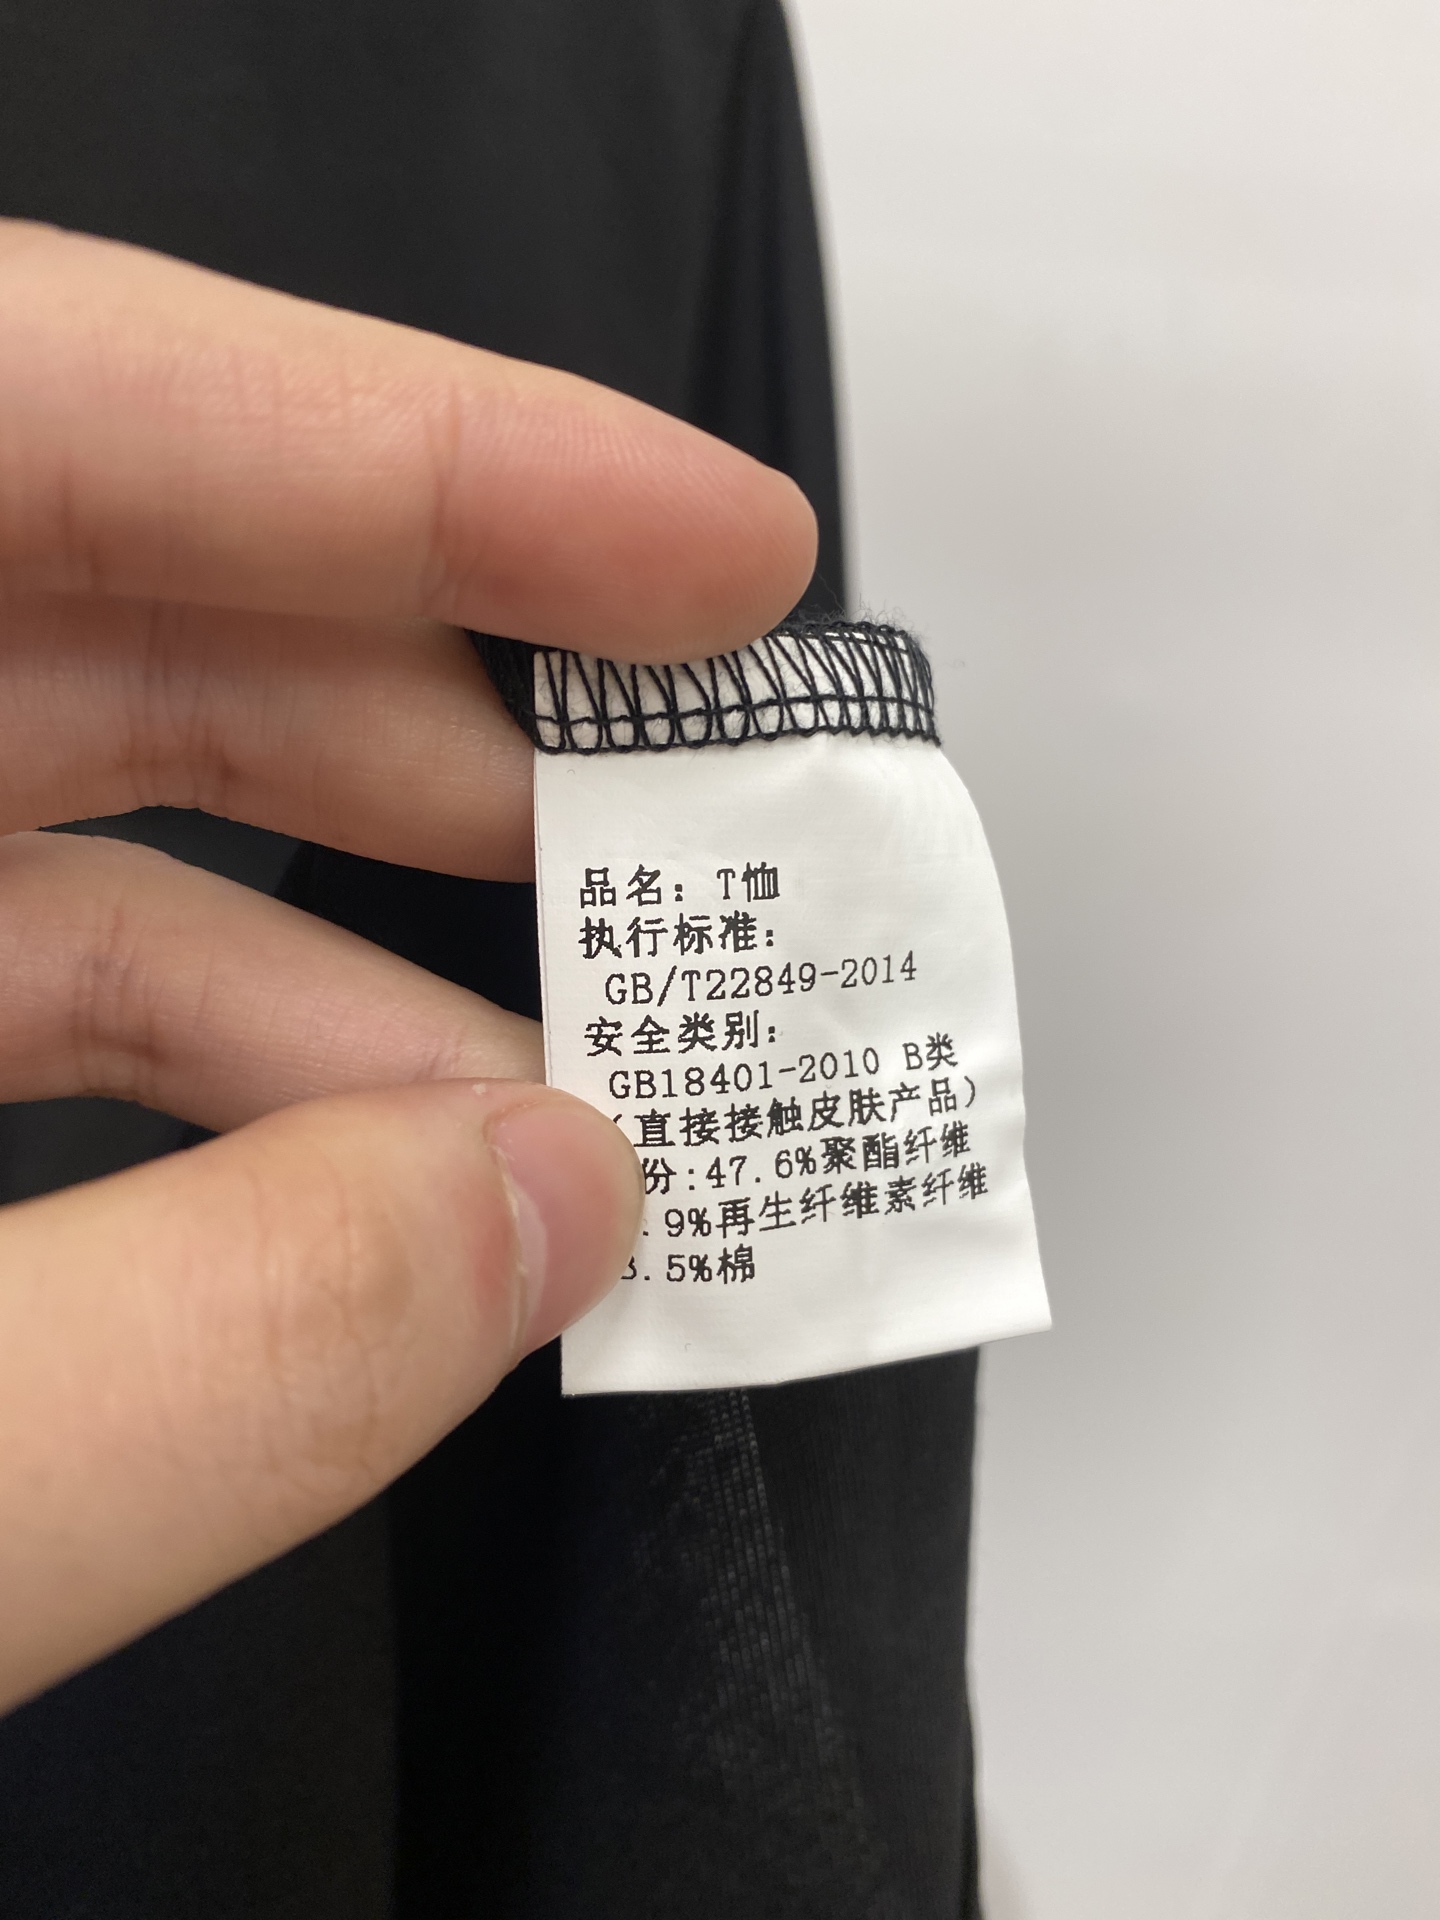 品名：T恤
执行标准：
GB/T22849-2014
安全类别：
GB18401-2010 B类
（直接接触皮肤产品）
份:47.6%聚酯纤维
.9%再生纤维素纤维
.5%棉